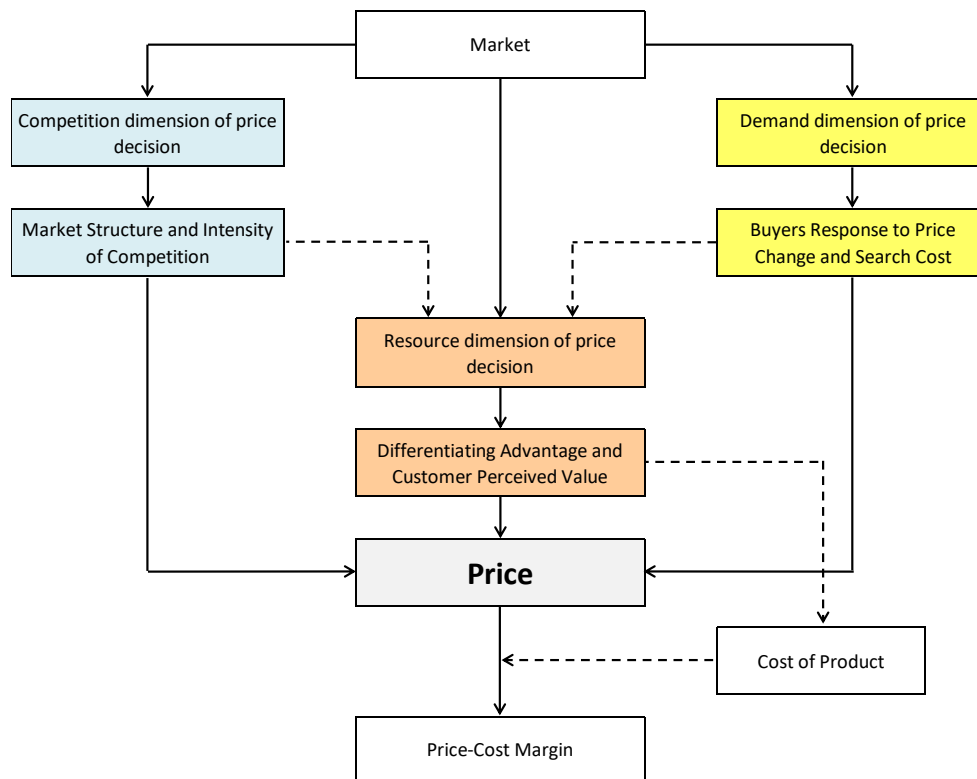 Market
Competition dimension of price
decision
Demand dimension of price
decision
Market Structure and Intensity
of Competition
Buyers Response to Price
Change and Search Cost
Resource dimension of price
decision
Differentiating Advantage and
Customer Perceived Value
Price
Cost of Product
Price-Cost Margin